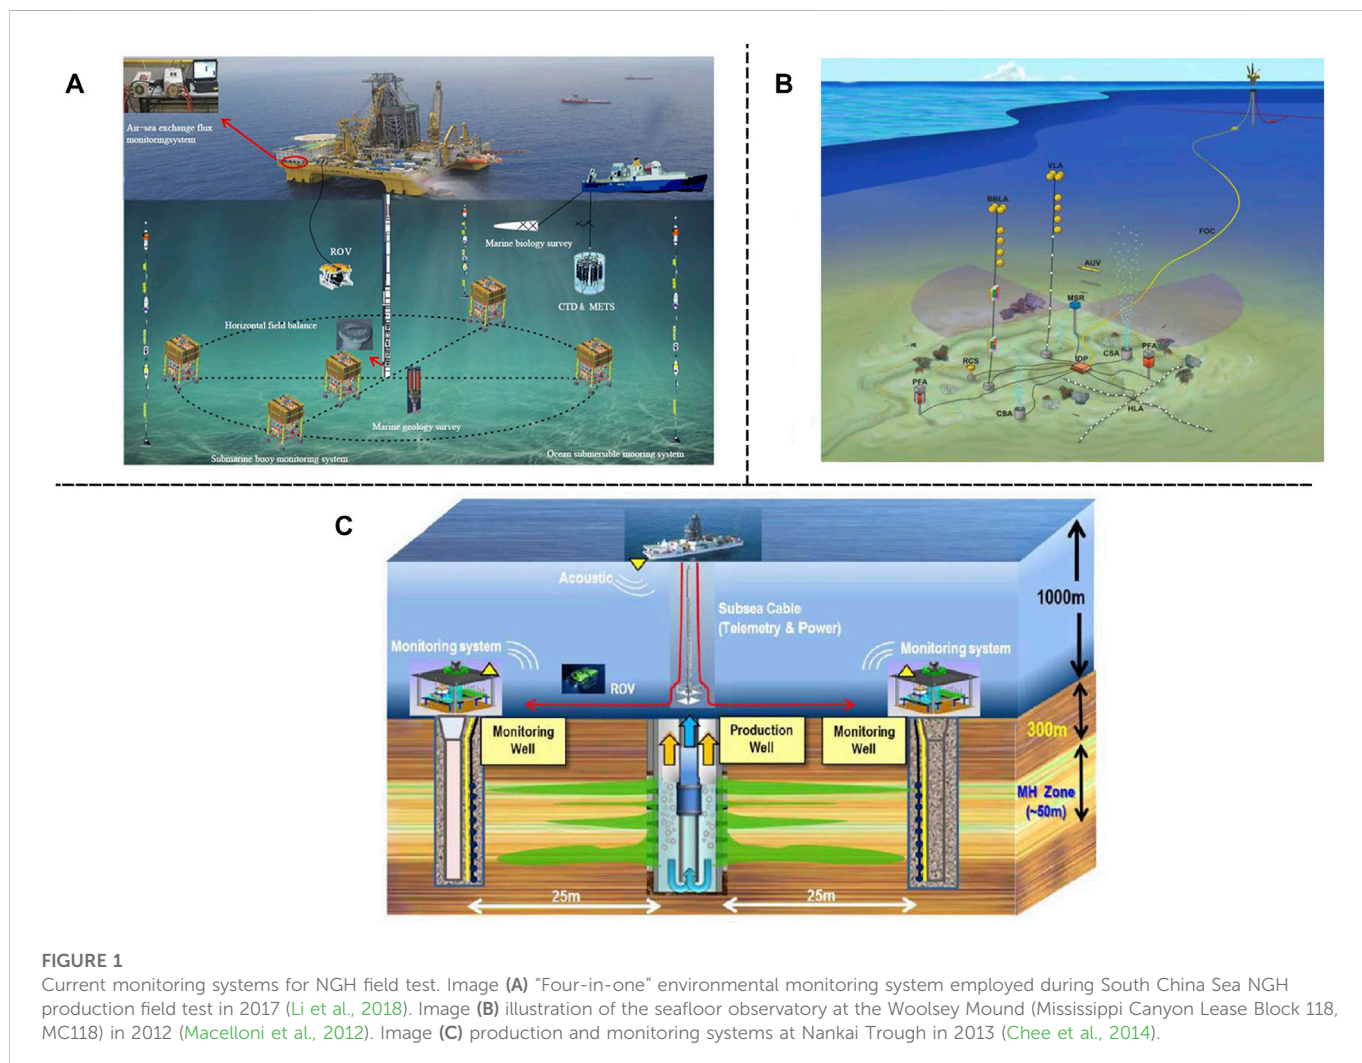 A
Air-sea exchange flux
monitoringsystem
ROV
Marine biology survey
CTD & METS
Horizontal field balance
Marine geology survey
Submarine buoy monitoring system
Ocean submersible mooring system
B
VLA
BBLA
FOC
AUV
MSR
RCS
IDP
CSA
PFA
PFA
CSA
HLA
C
Acoustic
Subsea Cable
(Telemetry & Power)
1000m
Monitoring system
Monitoring system
ROV
300m
Monitoring
Well
Production
Well
Monitoring
Well
MH Zone
(~50m)
25m
25m
FIGURE 1
Current monitoring systems for NGH field test. Image (A) “Four-in-one” environmental monitoring system employed during South China Sea NGH
production field test in 2017 (Li et al., 2018). Image (B) illustration of the seafloor observatory at the Woolsey Mound (Mississippi Canyon Lease Block 118,
MC118) in 2012 (Macelloni et al., 2012). Image (C) production and monitoring systems at Nankai Trough in 2013 (Chee et al., 2014).